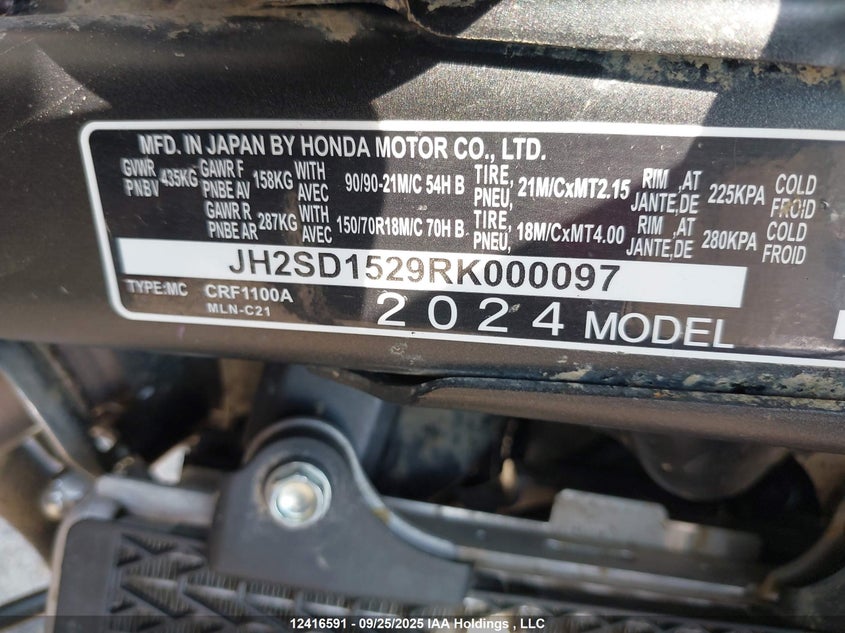 MFD. IN JAPAN BY HONDA MOTOR CO., LTD.
GVWR PNBV 435KG GAWR F PNBE AV 158KG WITH AVEC 90/90-21M/C 54H B TIRE, PNEU, 21M/CxMT2.15 RIM ,AT JANTE,DE 225KPA COLD FROID
GAWR R PNBE AR 287KG WITH AVEC 150/70R18M/C 70H B TIRE, PNEU, 18M/CxMT4.00 RIM ,AT JANTE,DE 280KPA COLD FROID
JH2SD1529RK000097
TYPE:MC CRF1100A
MLN-C21
2024 MODEL
12416591 - 09/25/2025 IAA Holdings , LLC